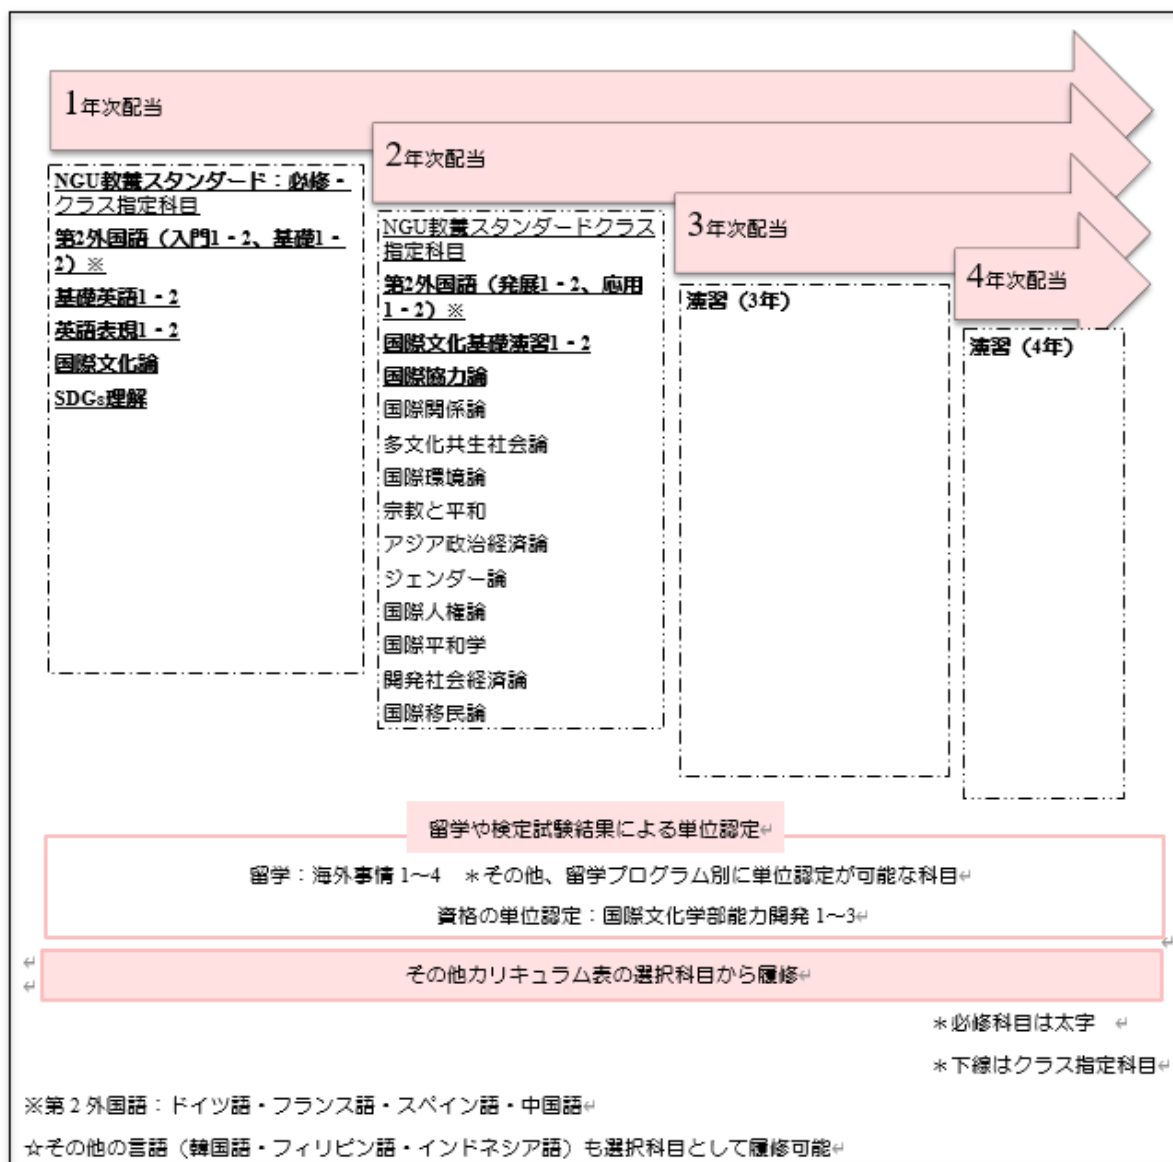 1年次配当
NGU教養スタンダード：必修・
クラス指定科目
第2外国語（入門1・2、基礎1・
2）※
基礎英語1・2
英語表現1・2
国際文化論
SDGs理解
2年次配当
NGU教養スタンダードクラス
指定科目
第2外国語（発展1・2、応用
1・2）※
国際文化基礎演習1・2
国際協力論
国際関係論
多文化共生社会論
国際環境論
宗教と平和
アジア政治経済論
ジェンダー論
国際人権論
国際平和学
開発社会経済論
国際移民論
3年次配当
演習（3年）
4年次配当
演習（4年）
留学や検定試験結果による単位認定↵
留学：海外事情 1～4　＊その他、留学プログラム別に単位認定が可能な科目↵
資格の単位認定：国際文化学部能力開発 1～3↵
その他カリキュラム表の選択科目から履修↵
＊必修科目は太字　↵
＊下線はクラス指定科目↵
※第２外国語：ドイツ語・フランス語・スペイン語・中国語↵
☆その他の言語（韓国語・フィリピン語・インドネシア語）も選択科目として履修可能↵